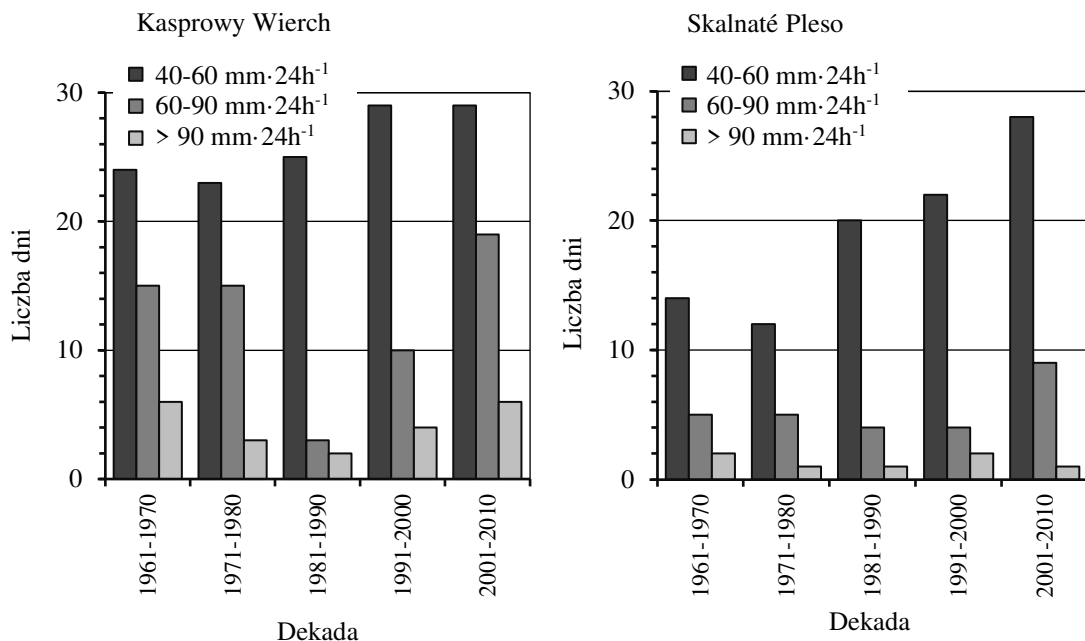 Kasprowy Wierch
40-60 mm·24h⁻¹
60-90 mm·24h⁻¹
> 90 mm·24h⁻¹
30
20
10
0
Liczba dni
1961-1970
1971-1980
1981-1990
1991-2000
2001-2010
Dekada
Skalnaté Pleso
40-60 mm·24h⁻¹
60-90 mm·24h⁻¹
> 90 mm·24h⁻¹
30
20
10
0
Liczba dni
1961-1970
1971-1980
1981-1990
1991-2000
2001-2010
Dekada